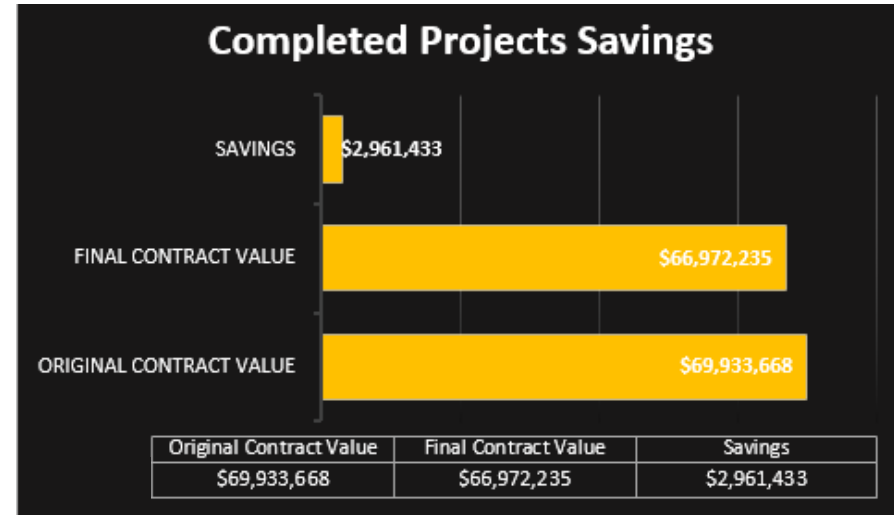 Completed Projects Savings
SAVINGS $2,961,433
FINAL CONTRACT VALUE $66,972,235
ORIGINAL CONTRACT VALUE $69,933,668
Original Contract Value Final Contract Value Savings
$69,933,668 $66,972,235 $2,961,433